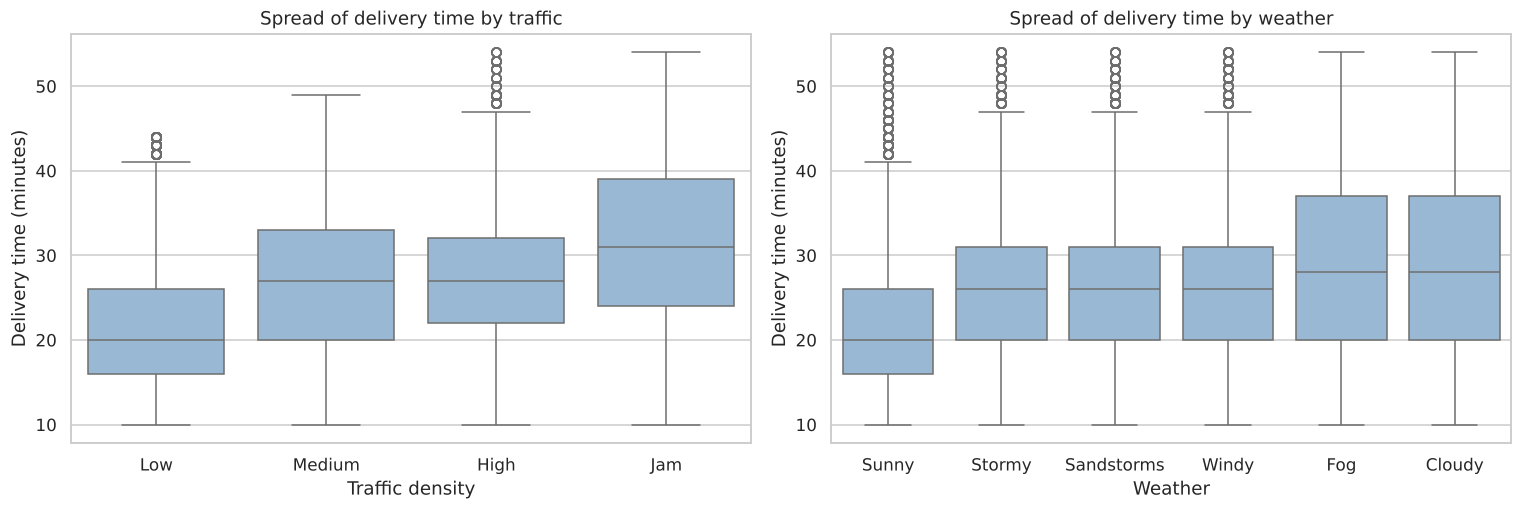 Spread of delivery time by traffic
Delivery time (minutes)
50
40
30
20
10
Low Medium High Jam
Traffic density
Spread of delivery time by weather
Delivery time (minutes)
50
40
30
20
10
Sunny Stormy Sandstorms Windy Fog Cloudy
Weather